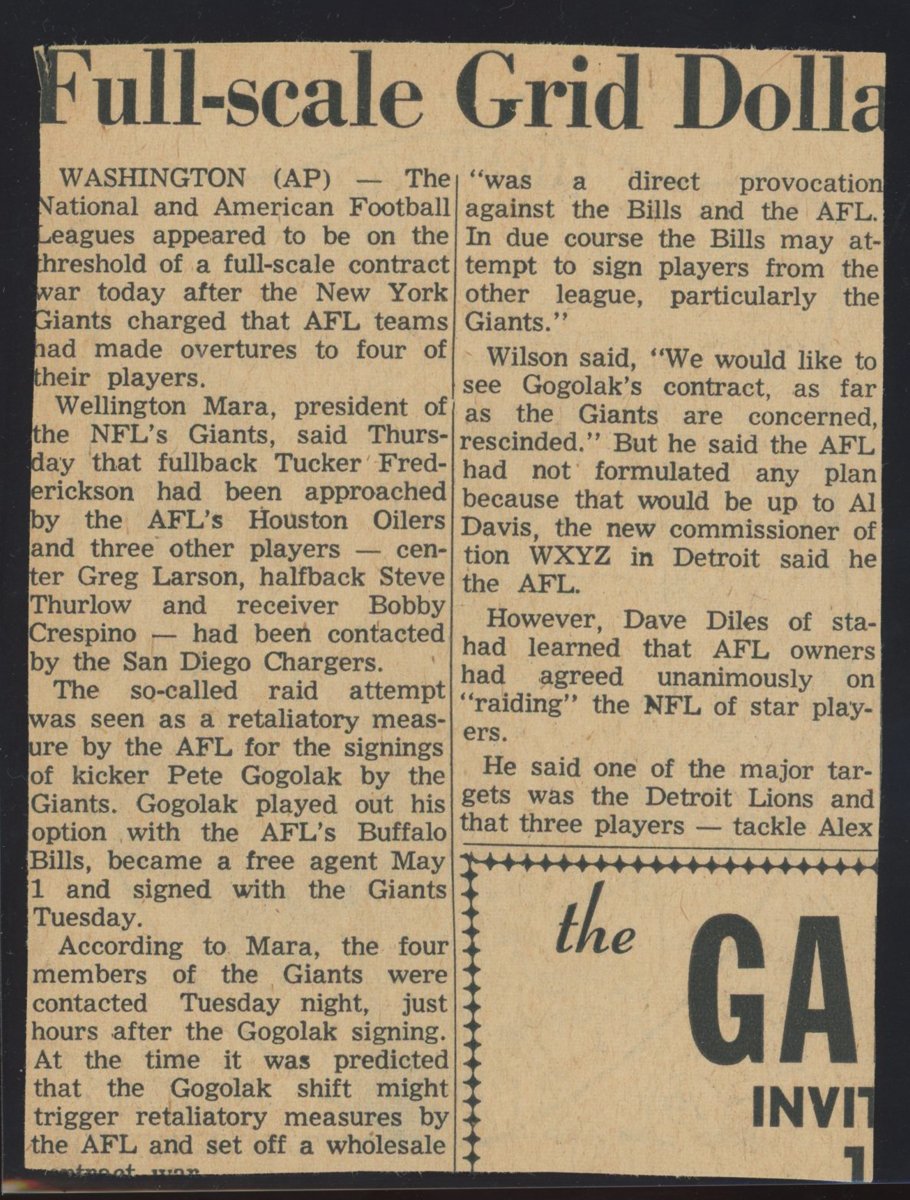 Full-scale Grid Dolla
WASHINGTON (AP) — The
National and American Football
Leagues appeared to be on the
threshold of a full-scale contract
war today after the New York
Giants charged that AFL teams
had made overtures to four of
their players.
Wellington Mara, president of
the NFL's Giants, said Thurs-
day that fullback Tucker Fred-
erickson had been approached
by the AFL's Houston Oilers
and three other players — cen-
ter Greg Larson, halfback Steve
Thurlow and receiver Bobby
Crespino — had been contacted
by the San Diego Chargers.
The so-called raid attempt
was seen as a retaliatory meas-
ure by the AFL for the signings
of kicker Pete Gogolak by the
Giants. Gogolak played out his
option with the AFL's Buffalo
Bills, became a free agent May
1 and signed with the Giants
Tuesday.
According to Mara, the four
members of the Giants were
contacted Tuesday night, just
hours after the Gogolak signing.
At the time it was predicted
that the Gogolak shift might
trigger retaliatory measures by
the AFL and set off a wholesale
contract war.
"was a direct provocation
against the Bills and the AFL.
In due course the Bills may at-
tempt to sign players from the
other league, particularly the
Giants."
Wilson said, "We would like to
see Gogolak's contract, as far
as the Giants are concerned,
rescinded." But he said the AFL
had not formulated any plan
because that would be up to Al
Davis, the new commissioner of
tion WXYZ in Detroit said he
the AFL.
However, Dave Diles of sta-
had learned that AFL owners
had agreed unanimously on
"raiding" the NFL of star play-
ers.
He said one of the major tar-
gets was the Detroit Lions and
that three players — tackle Alex
the
GA
INVIT
1